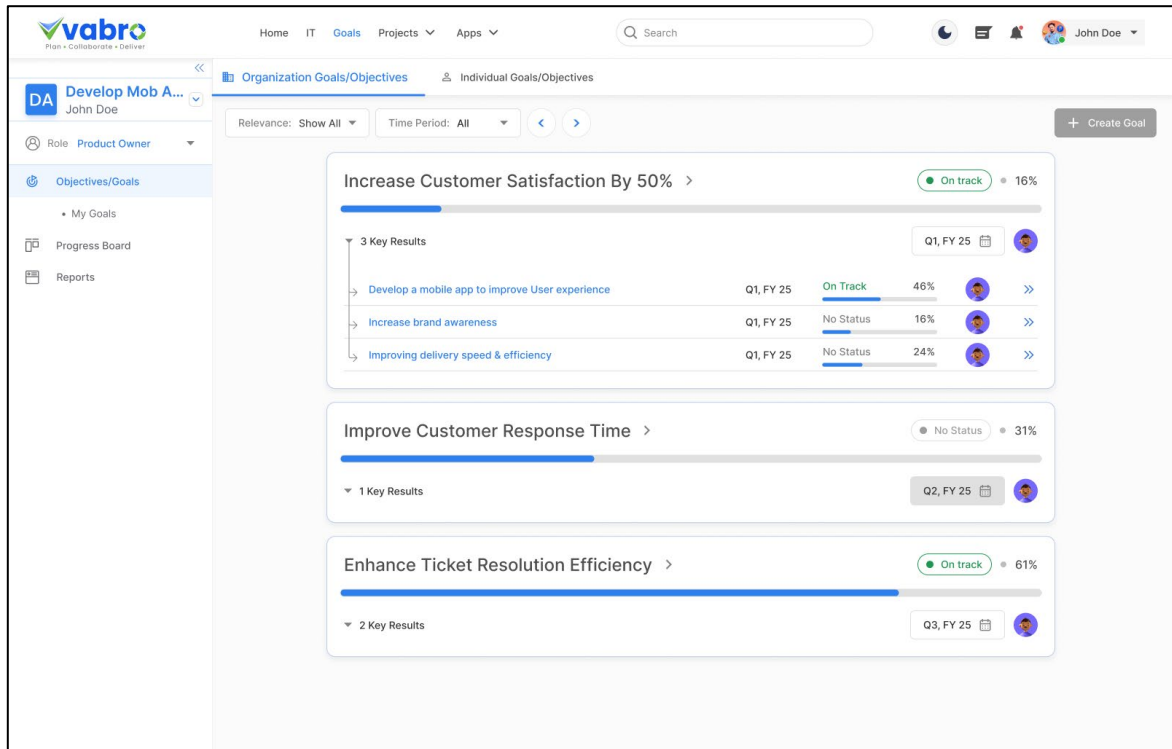 vabro
Plan • Collaborate • Deliver
Home IT Goals Projects Apps
Search
John Doe
DA
Develop Mob A...
John Doe
Role Product Owner
Objectives/Goals
• My Goals
Progress Board
Reports
Organization Goals/Objectives Individual Goals/Objectives
Relevance: Show All Time Period: All
+ Create Goal
Increase Customer Satisfaction By 50% On track 16%
3 Key Results Q1, FY 25
Develop a mobile app to improve User experience Q1, FY 25 On Track 46%
Increase brand awareness Q1, FY 25 No Status 16%
Improving delivery speed & efficiency Q1, FY 25 No Status 24%
Improve Customer Response Time No Status 31%
1 Key Results Q2, FY 25
Enhance Ticket Resolution Efficiency On track 61%
2 Key Results Q3, FY 25